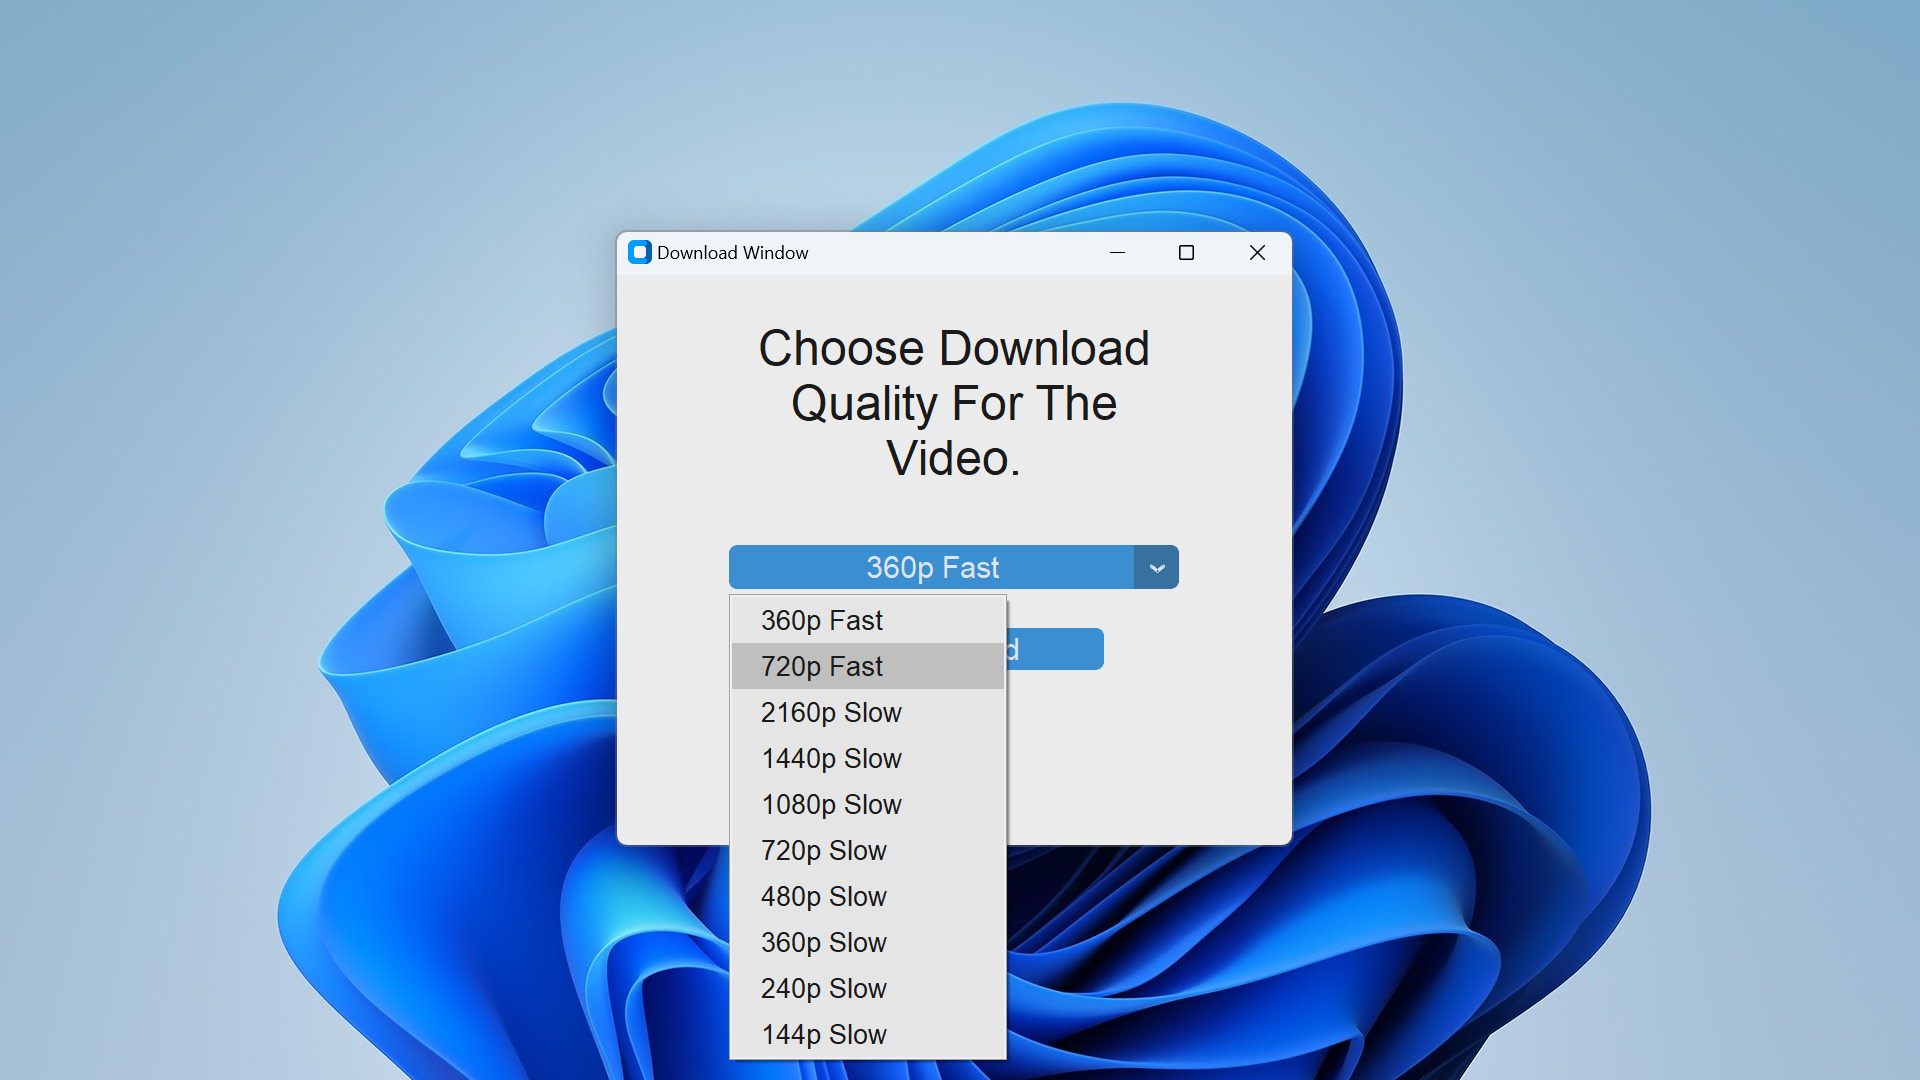 Download Window
Choose Download
Quality For The
Video.
360p Fast
360p Fast
d
720p Fast
2160p Slow
1440p Slow
1080p Slow
720p Slow
480p Slow
360p Slow
240p Slow
144p Slow